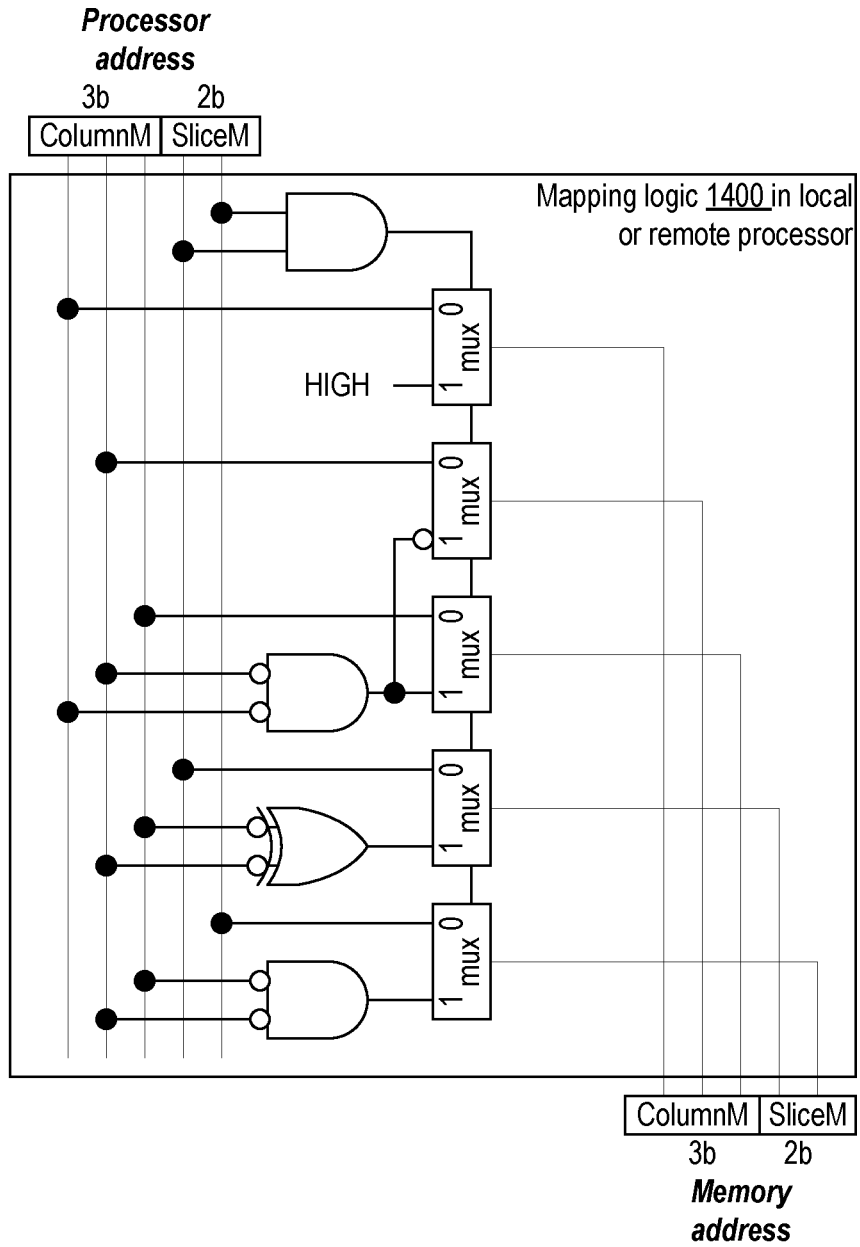 Processor
address
3b 2b
ColumnM SliceM
Mapping logic 1400 in local
or remote processor
0
mux
HIGH
1
0
mux
1
0
mux
1
0
mux
1
0
mux
1
ColumnM SliceM
3b 2b
Memory
address